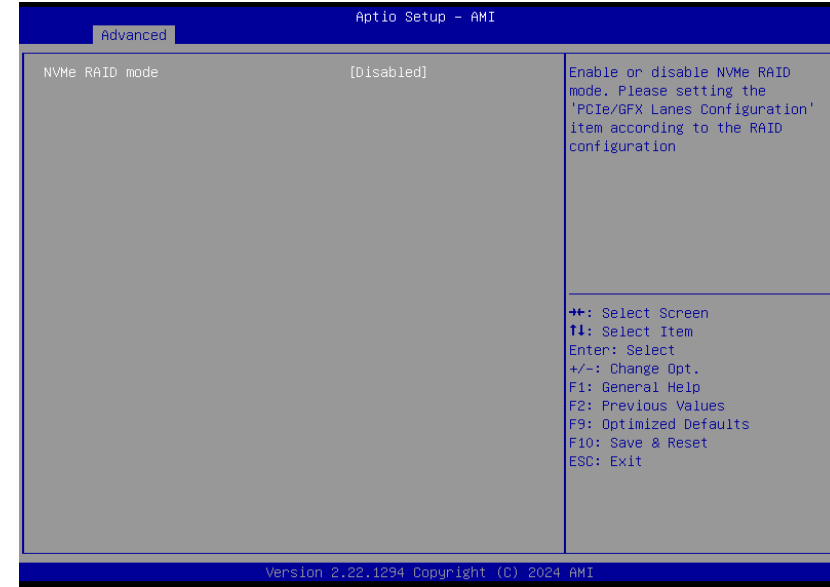 Aptio Setup - AMI
Advanced
NVMe RAID mode [Disabled]
Enable or disable NVMe RAID
mode. Please setting the
'PCIe/GFX Lanes Configuration'
item according to the RAID
configuration
→←: Select Screen
↑↓: Select Item
Enter: Select
+/-: Change Opt.
F1: General Help
F2: Previous Values
F9: Optimized Defaults
F10: Save & Reset
ESC: Exit
Version 2.22.1294 Copyright (C) 2024 AMI